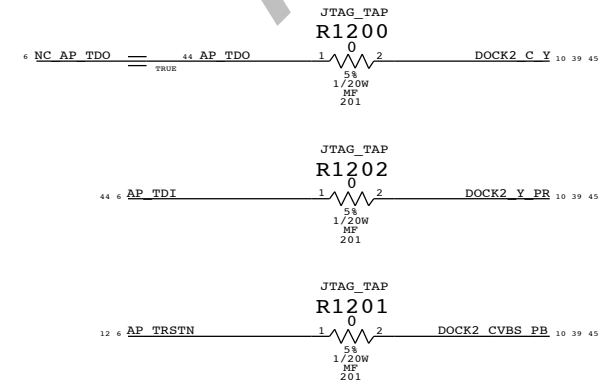 JTAG_TAP
R1200
0
6 NC_AP_TDO 44 AP_TDO 1 2 DOCK2_C_Y 10 39 45
TRUE
5%
1/20W
MF
201
JTAG_TAP
R1202
0
44 6 AP_TDI 1 2 DOCK2_Y_PR 10 39 45
5%
1/20W
MF
201
JTAG_TAP
R1201
0
12 6 AP_TRSTN 1 2 DOCK2_CVBS_PB 10 39 45
5%
1/20W
MF
201